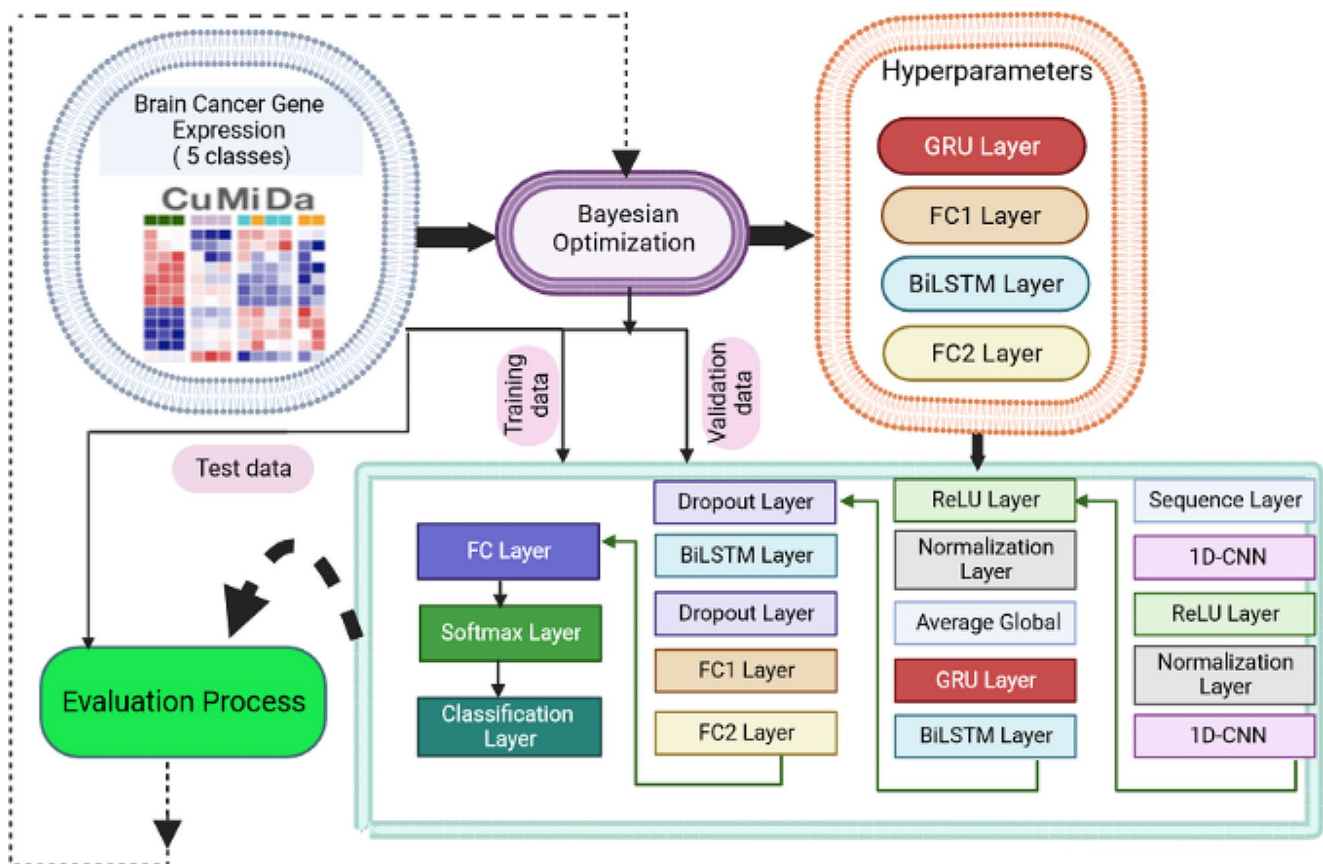 Brain Cancer Gene
Expression
( 5 classes)
CuMiDa
Bayesian
Optimization
Hyperparameters
GRU Layer
FC1 Layer
BiLSTM Layer
FC2 Layer
Training
data
Validation
data
Test data
Evaluation Process
FC Layer
Softmax Layer
Classification
Layer
Dropout Layer
BiLSTM Layer
Dropout Layer
FC1 Layer
FC2 Layer
ReLU Layer
Normalization
Layer
Average Global
GRU Layer
BiLSTM Layer
Sequence Layer
1D-CNN
ReLU Layer
Normalization
Layer
1D-CNN